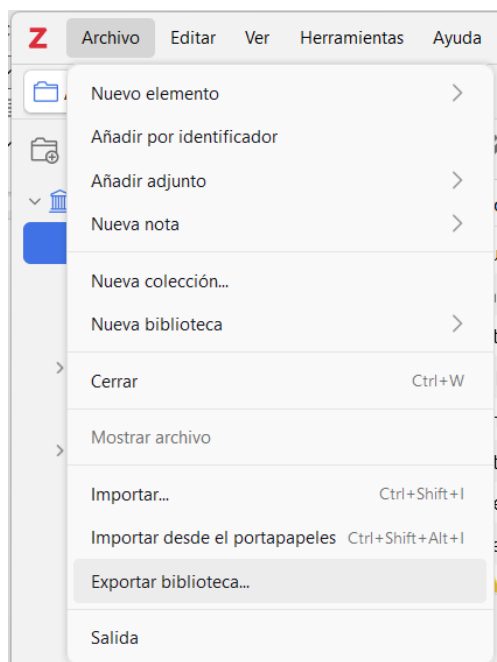 Z
Archivo Editar Ver Herramientas Ayuda
Nuevo elemento
Añadir por identificador
Añadir adjunto
Nueva nota
Nueva colección...
Nueva biblioteca
Cerrar Ctrl+W
Mostrar archivo
Importar... Ctrl+Shift+I
Importar desde el portapapeles Ctrl+Shift+Alt+I
Exportar biblioteca...
Salida